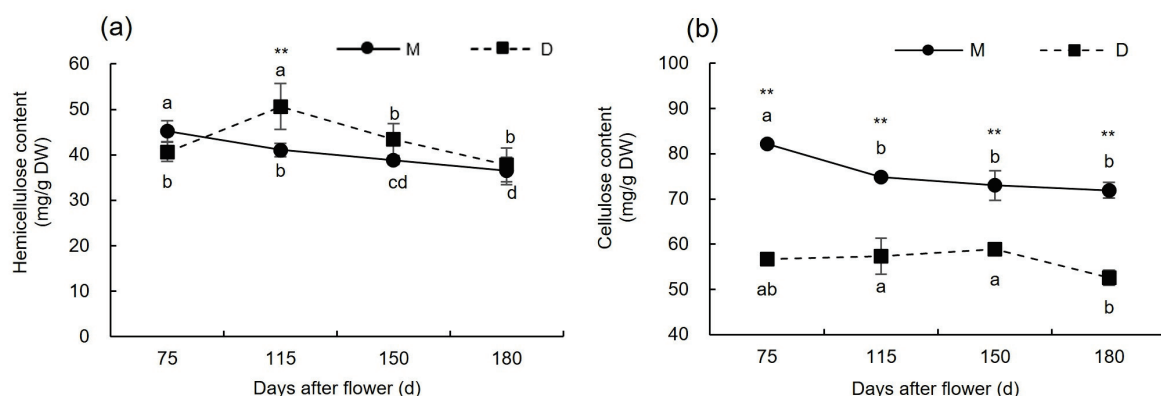 (a)
M
D
Hemicellulose content
(mg/g DW)
60
50
40
30
20
10
0
**
a
a
b
b
b
b
cd
d
75
115
150
180
Days after flower (d)
(b)
M
D
Cellulose content
(mg/g DW)
100
90
80
70
60
50
40
**
a
**
b
**
b
**
b
ab
a
a
b
75
115
150
180
Days after flower (d)